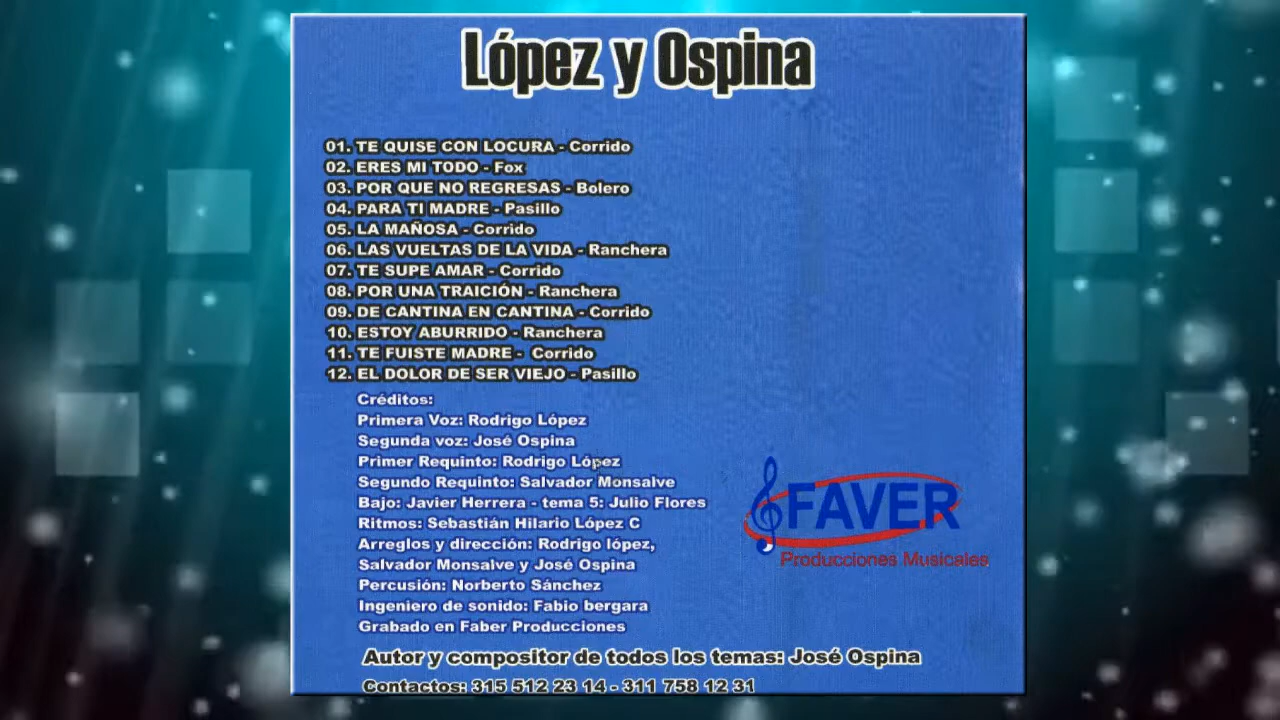 López y Ospina
01. TE QUISE CON LOCURA - Corrido
02. ERES MI TODO - Fox
03. POR QUE NO REGRESAS - Bolero
04. PARA TI MADRE - Pasillo
05. LA MAÑOSA - Corrido
06. LAS VUELTAS DE LA VIDA - Ranchera
07. TE SUPE AMAR - Corrido
08. POR UNA TRAICIÓN - Ranchera
09. DE CANTINA EN CANTINA - Corrido
10. ESTOY ABURRIDO - Ranchera
11. TE FUISTE MADRE - Corrido
12. EL DOLOR DE SER VIEJO - Pasillo
Créditos:
Primera Voz: Rodrigo López
Segunda voz: José Ospina
Primer Requinto: Rodrigo López
Segundo Requinto: Salvador Monsalve
Bajo: Javier Herrera - tema 5: Julio Flores
Ritmos: Sebastián Hilario López C
Arreglos y dirección: Rodrigo lópez,
Salvador Monsalve y José Ospina
Percusión: Norberto Sánchez
Ingeniero de sonido: Fabio bergara
Grabado en Faber Producciones
FAVER
Producciones Musicales
Autor y compositor de todos los temas: José Ospina
Contactos: 315 512 23 14 - 311 758 12 31